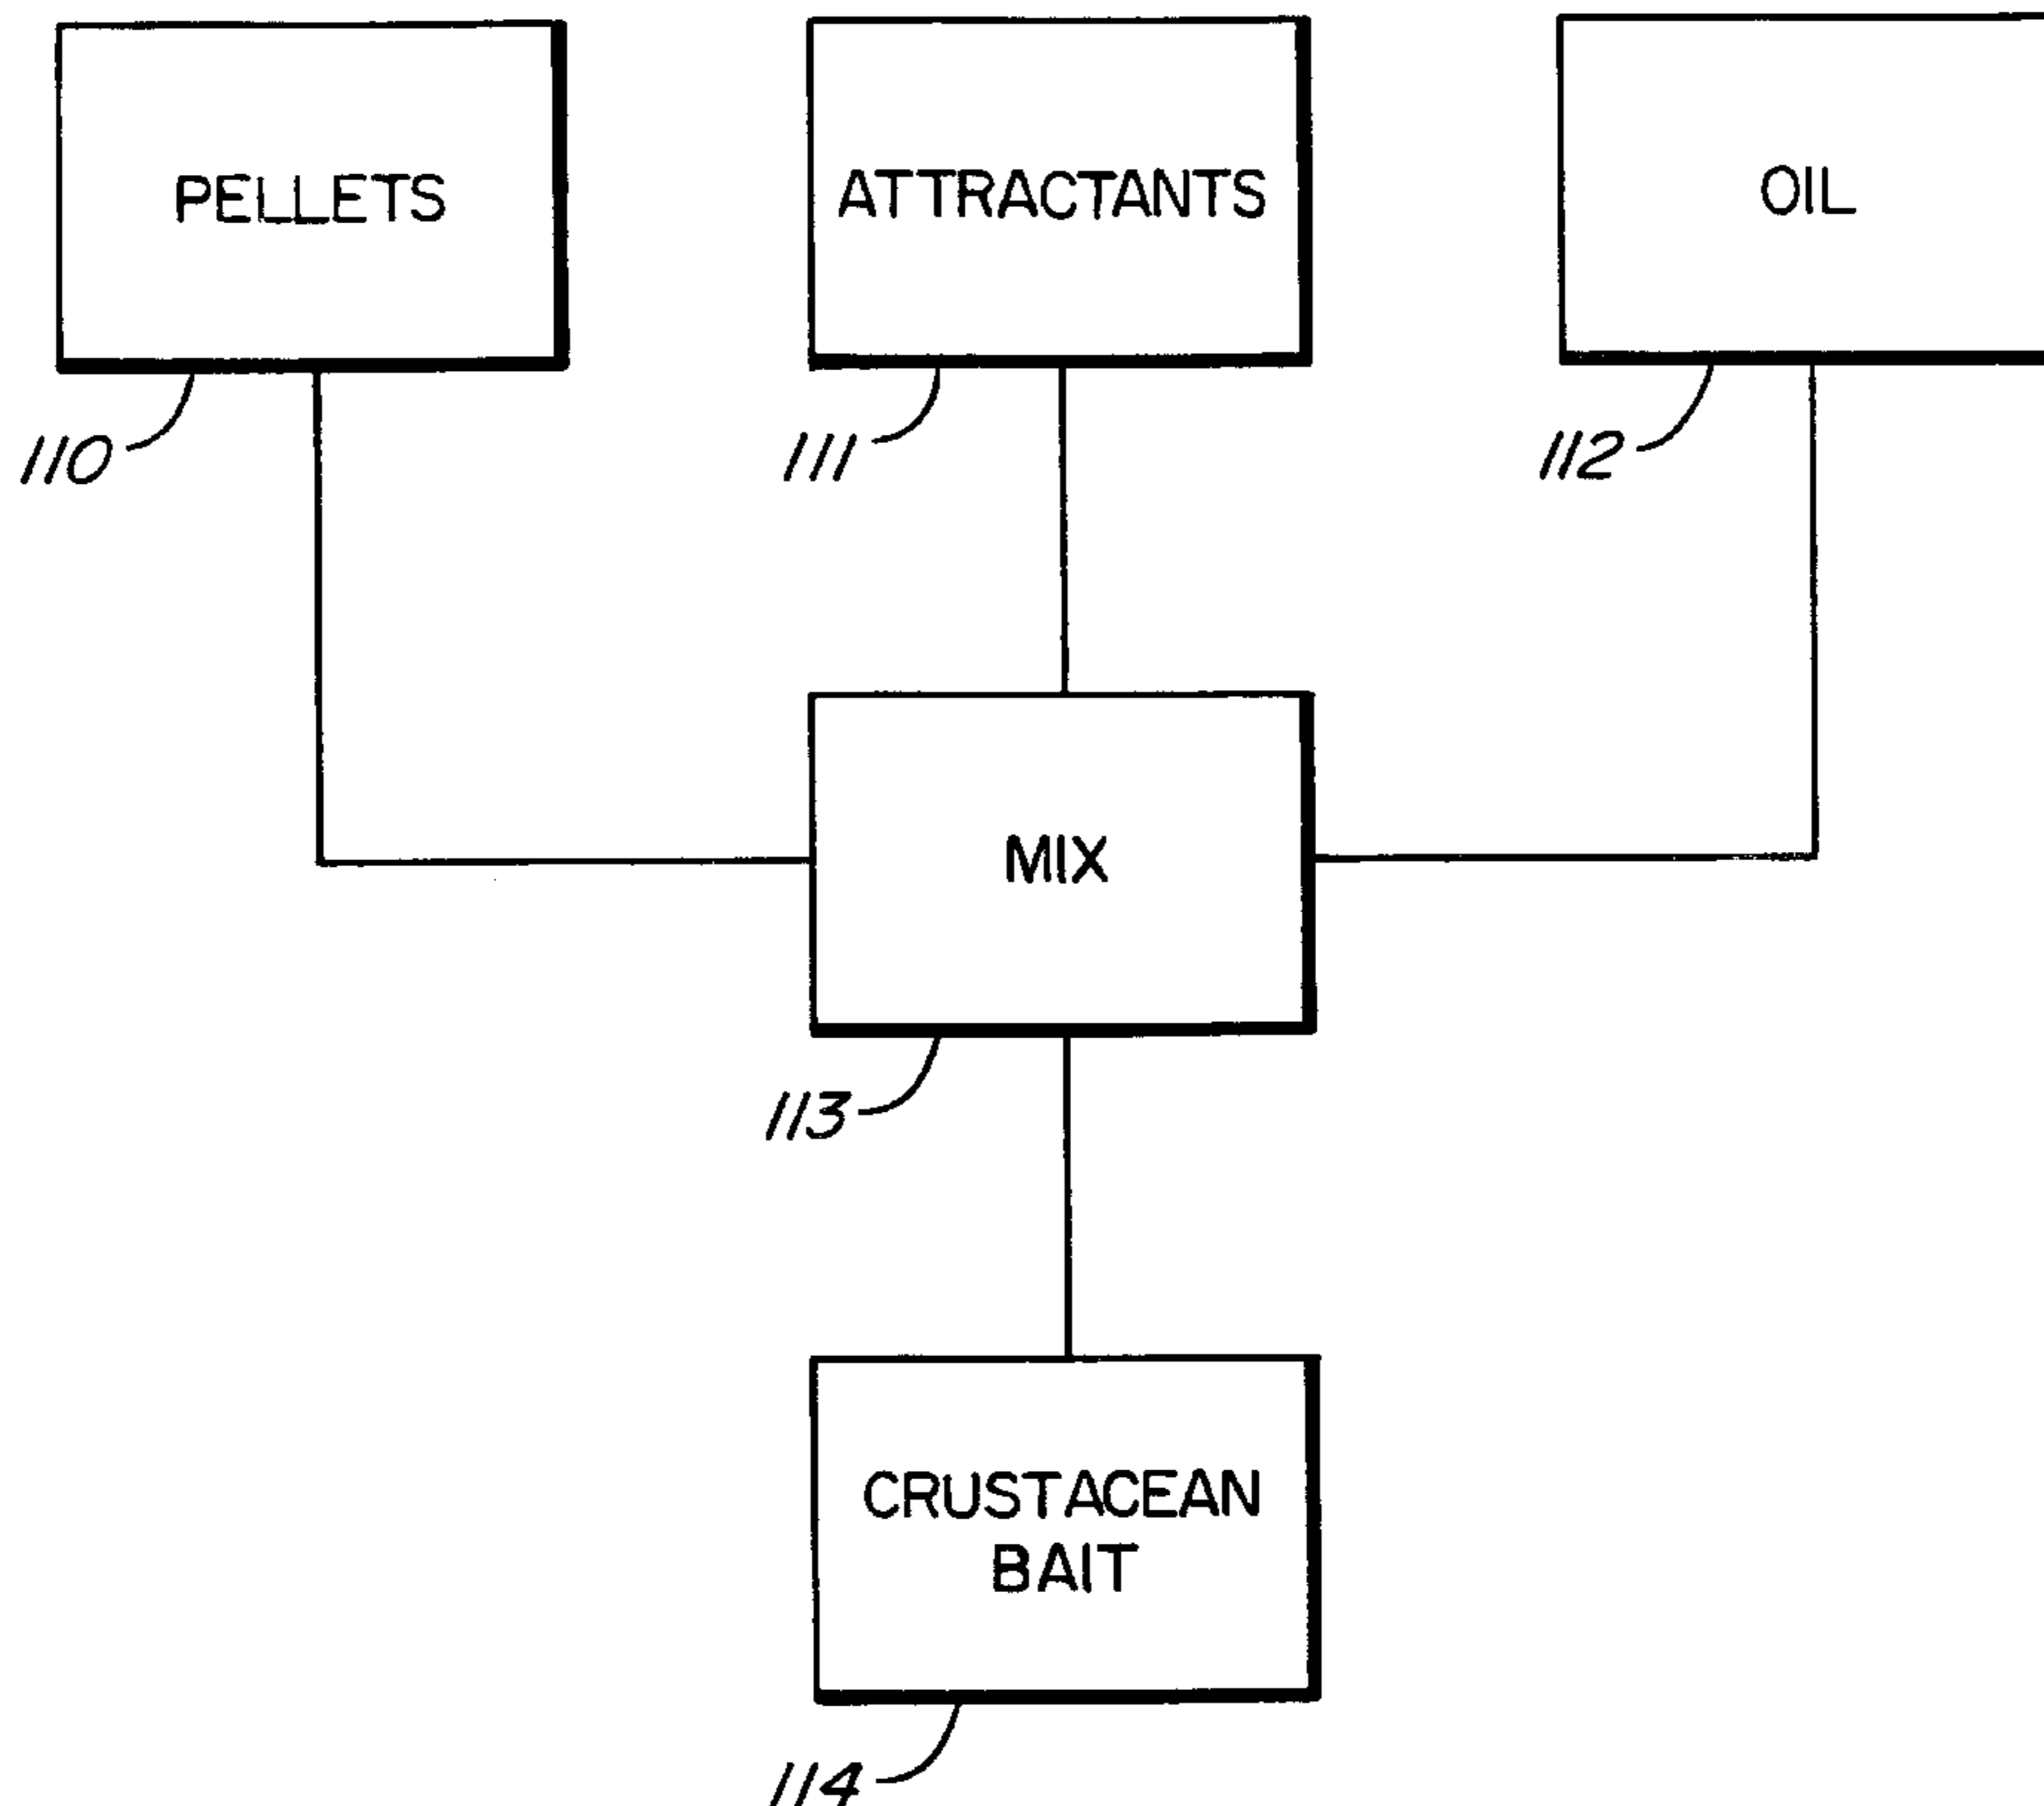 PELLETS
ATTRACTANTS
OIL
110
111
112
MIX
113
CRUSTACEAN
BAIT
114